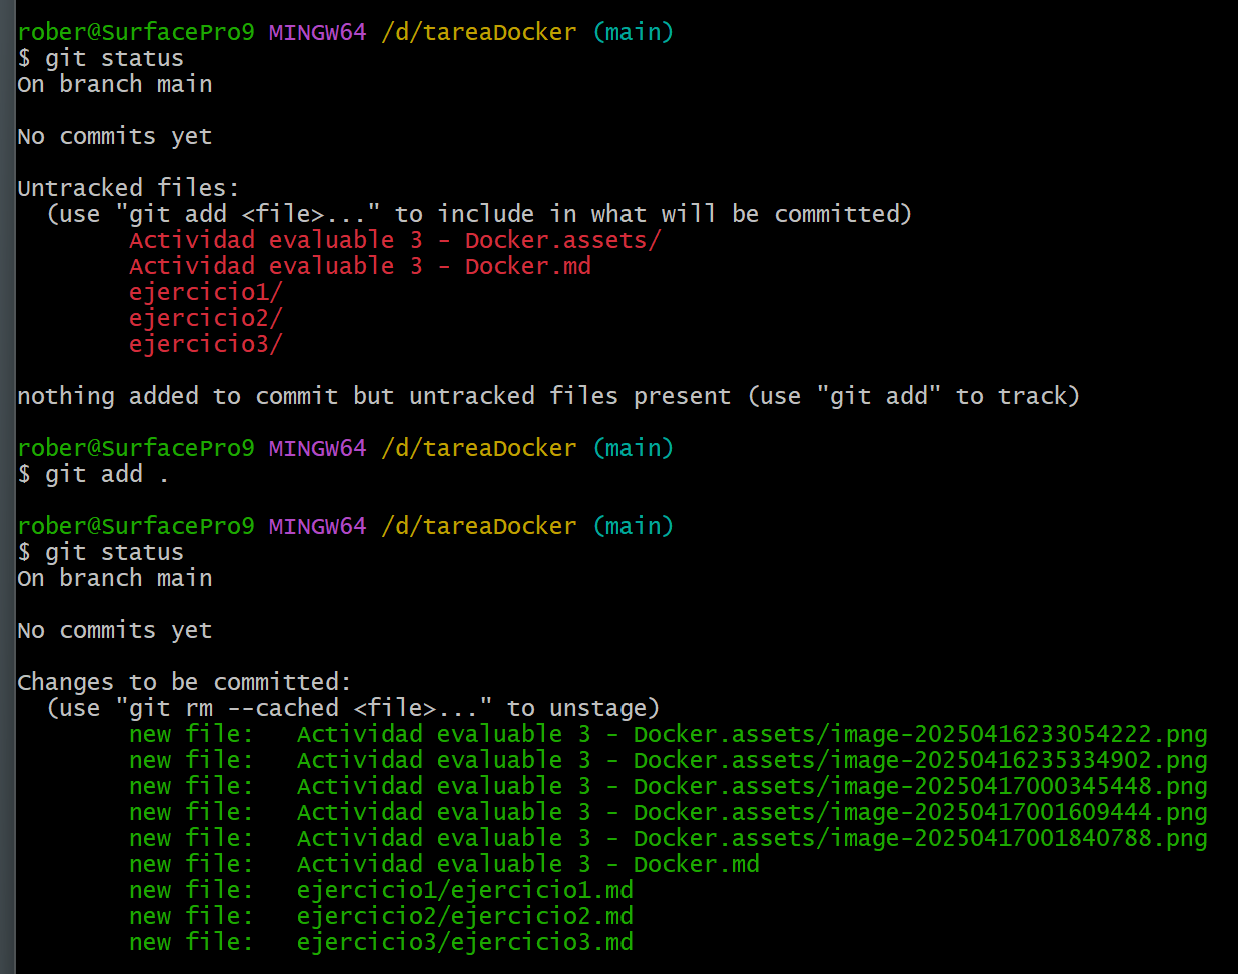 rober@SurfacePro9 MINGW64 /d/tareaDocker (main)
$ git status
On branch main
No commits yet
Untracked files:
  (use "git add <file>..." to include in what will be committed)
        Actividad evaluable 3 - Docker.assets/
        Actividad evaluable 3 - Docker.md
        ejercicio1/
        ejercicio2/
        ejercicio3/
nothing added to commit but untracked files present (use "git add" to track)
rober@SurfacePro9 MINGW64 /d/tareaDocker (main)
$ git add .
rober@SurfacePro9 MINGW64 /d/tareaDocker (main)
$ git status
On branch main
No commits yet
Changes to be committed:
  (use "git rm --cached <file>..." to unstage)
        new file:   Actividad evaluable 3 - Docker.assets/image-20250416233054222.png
        new file:   Actividad evaluable 3 - Docker.assets/image-20250416235334902.png
        new file:   Actividad evaluable 3 - Docker.assets/image-20250417000345448.png
        new file:   Actividad evaluable 3 - Docker.assets/image-20250417001609444.png
        new file:   Actividad evaluable 3 - Docker.assets/image-20250417001840788.png
        new file:   Actividad evaluable 3 - Docker.md
        new file:   ejercicio1/ejercicio1.md
        new file:   ejercicio2/ejercicio2.md
        new file:   ejercicio3/ejercicio3.md